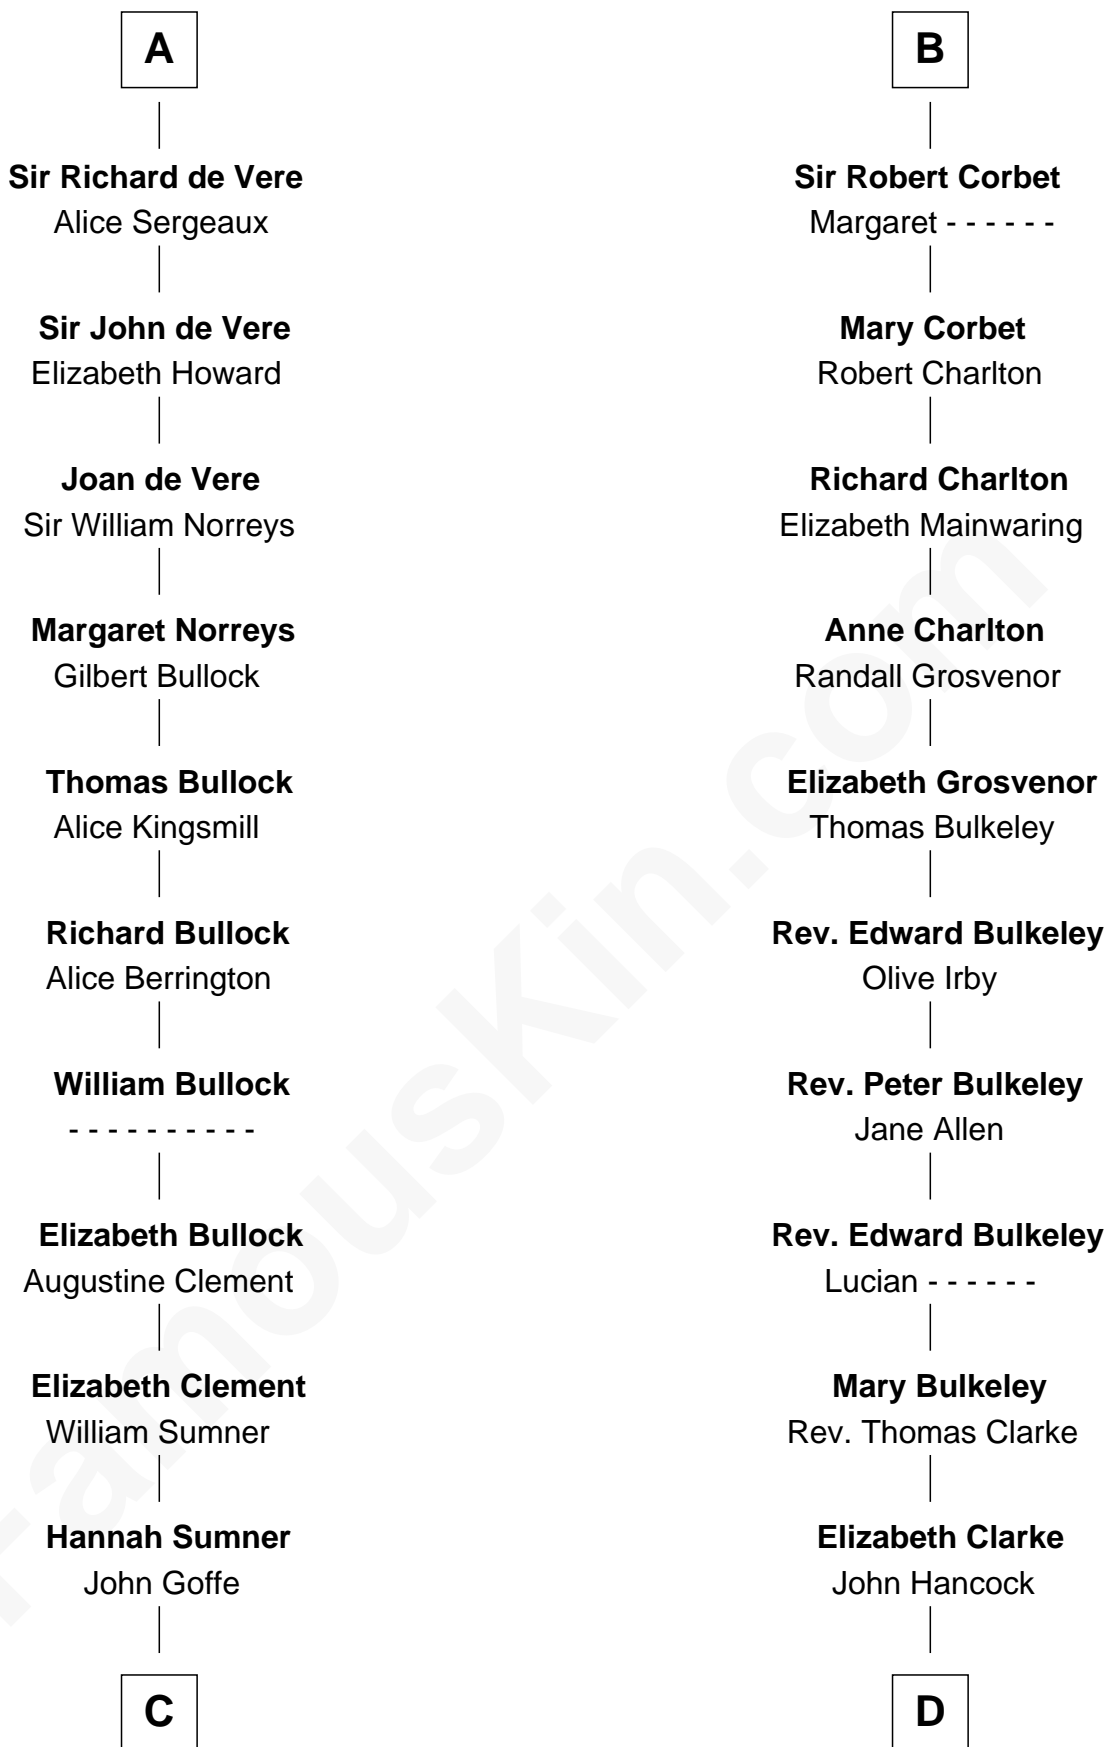 A
Sir Richard de Vere
Alice Sergeaux
Sir John de Vere
Elizabeth Howard
Joan de Vere
Sir William Norreys
Margaret Norreys
Gilbert Bullock
Thomas Bullock
Alice Kingsmill
Richard Bullock
Alice Berrington
William Bullock
- - - - - - - - - -
Elizabeth Bullock
Augustine Clement
Elizabeth Clement
William Sumner
Hannah Sumner
John Goffe
C
B
Sir Robert Corbet
Margaret - - - - - -
Mary Corbet
Robert Charlton
Richard Charlton
Elizabeth Mainwaring
Anne Charlton
Randall Grosvenor
Elizabeth Grosvenor
Thomas Bulkeley
Rev. Edward Bulkeley
Olive Irby
Rev. Peter Bulkeley
Jane Allen
Rev. Edward Bulkeley
Lucian - - - - - -
Mary Bulkeley
Rev. Thomas Clarke
Elizabeth Clarke
John Hancock
D
FamousKin.com